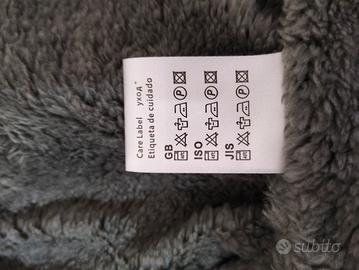 Care Label уход
Etiqueta de cuidado
GB
ISO
JIS
subito